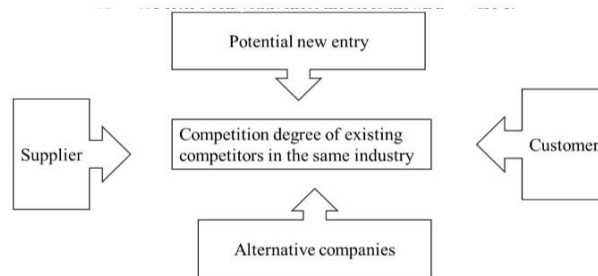 Potential new entry
Competition degree of existing
competitors in the same industry
Supplier
Customer
Alternative companies